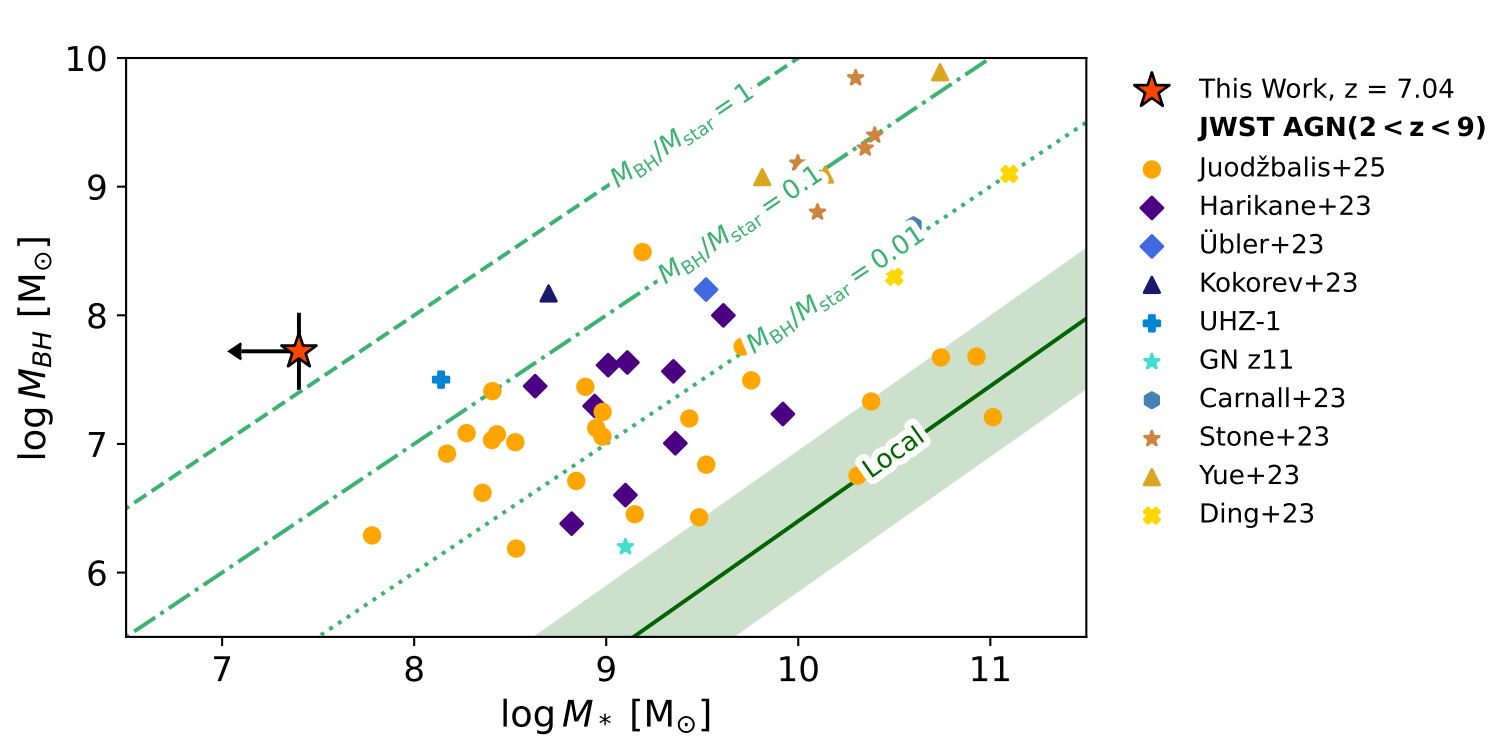 10
9
8
7
6
7
8
9
10
11
log M_BH [M_⊙]
log M_* [M_⊙]
M_BH/M_star = 1
M_BH/M_star = 0.1
M_BH/M_star = 0.01
Local
This Work, z = 7.04
JWST AGN(2 < z < 9)
Juodžbalis+25
Harikane+23
Übler+23
Kokorev+23
UHZ-1
GN z11
Carnall+23
Stone+23
Yue+23
Ding+23